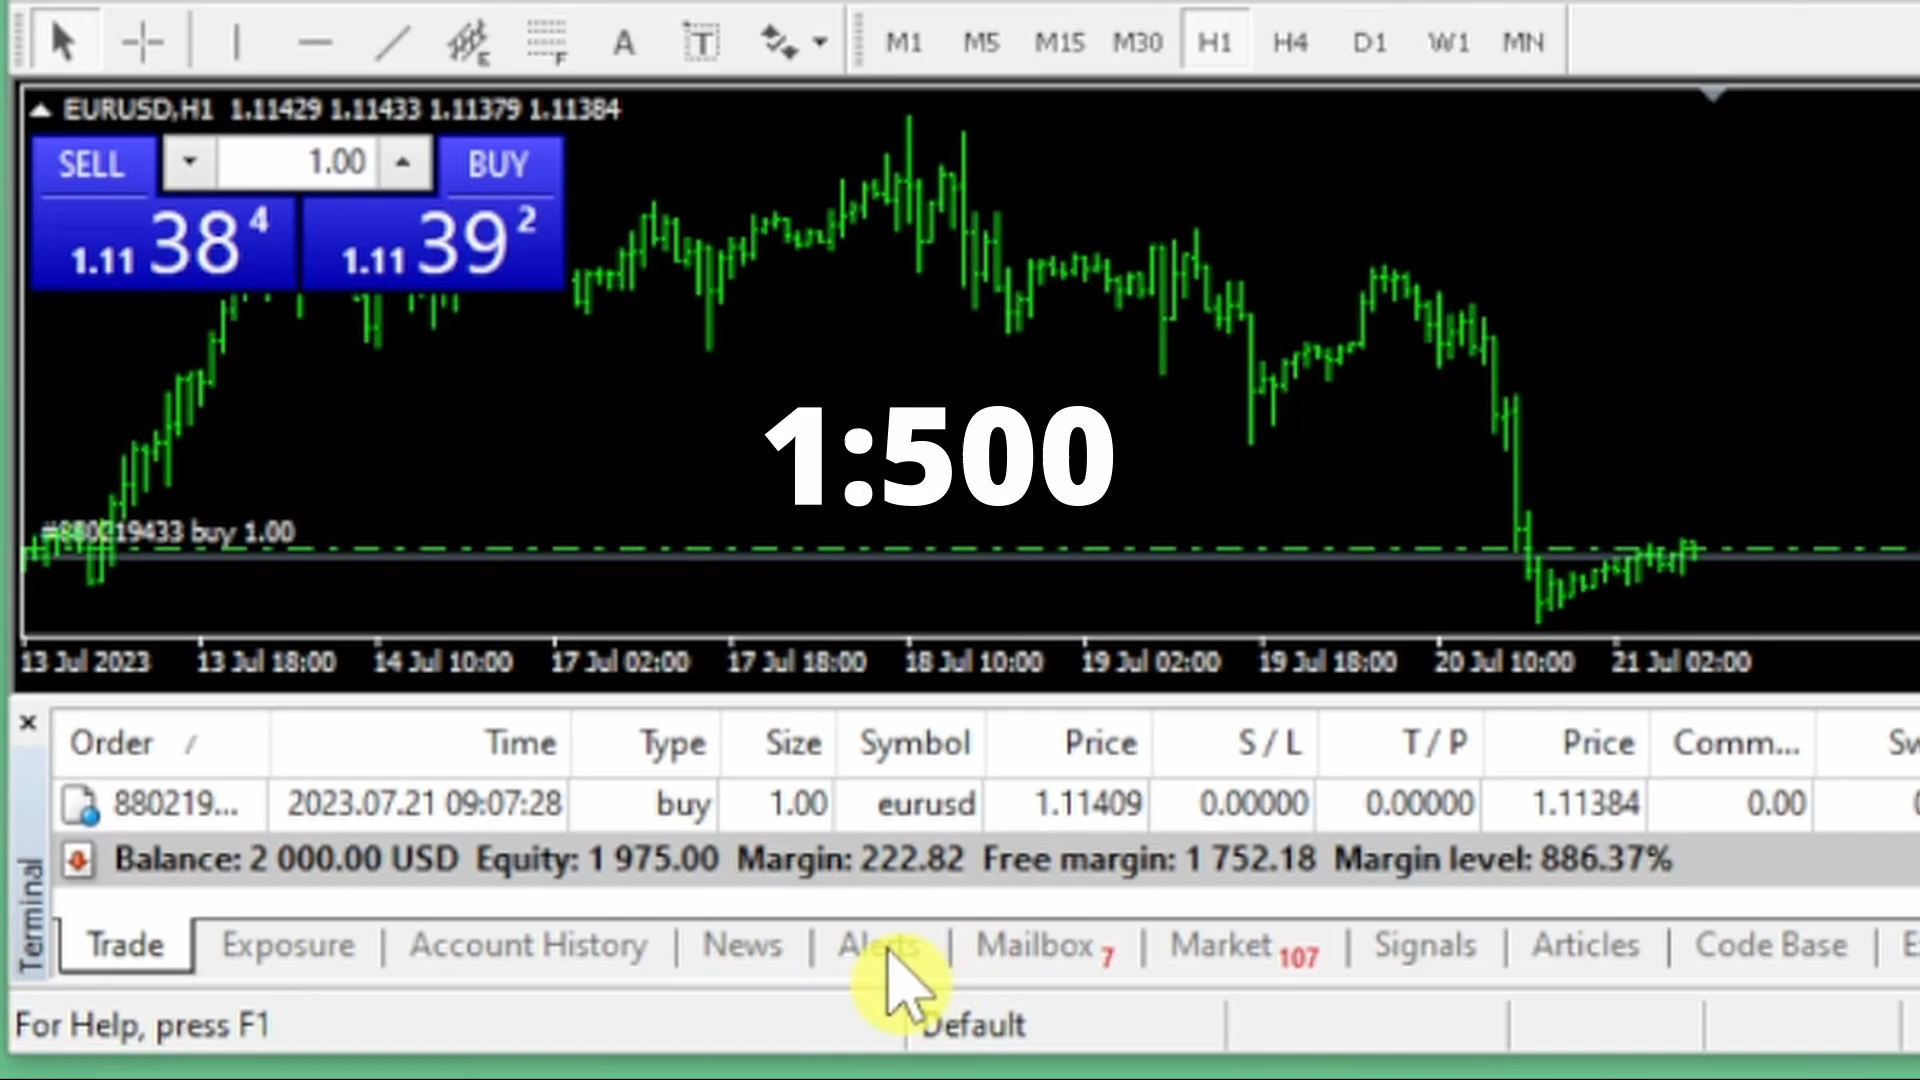 E F A T M1 M5 M15 M30 H1 H4 D1 W1 MN
EURUSD,H1 1.11429 1.11433 1.11379 1.11384
SELL 1.00 BUY
1.11 38 4 1.11 39 2
1:500
#880219433 buy 1.00
13 Jul 2023 13 Jul 18:00 14 Jul 10:00 17 Jul 02:00 17 Jul 18:00 18 Jul 10:00 19 Jul 02:00 19 Jul 18:00 20 Jul 10:00 21 Jul 02:00
Order / Time Type Size Symbol Price S / L T / P Price Comm... Sw
880219... 2023.07.21 09:07:28 buy 1.00 eurusd 1.11409 0.00000 0.00000 1.11384 0.00
Balance: 2 000.00 USD Equity: 1 975.00 Margin: 222.82 Free margin: 1 752.18 Margin level: 886.37%
Terminal
Trade Exposure Account History News Alerts Mailbox 7 Market 107 Signals Articles Code Base E
For Help, press F1 Default